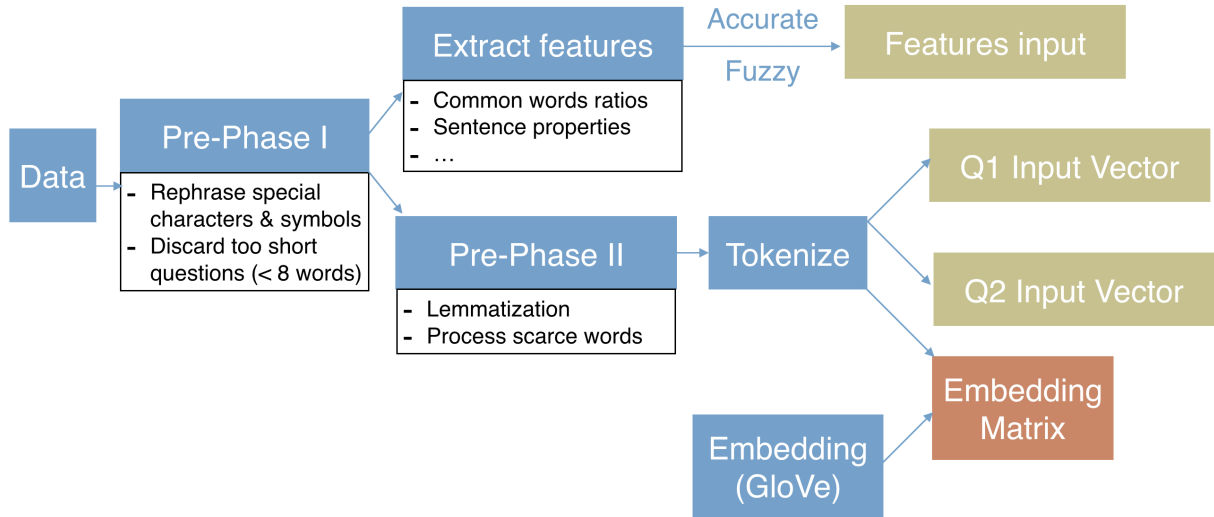 Data
Pre-Phase I
- Rephrase special
characters & symbols
- Discard too short
questions (< 8 words)
Extract features
- Common words ratios
- Sentence properties
- ...
Accurate
Fuzzy
Features input
Pre-Phase II
- Lemmatization
- Process scarce words
Tokenize
Q1 Input Vector
Q2 Input Vector
Embedding
Matrix
Embedding
(GloVe)